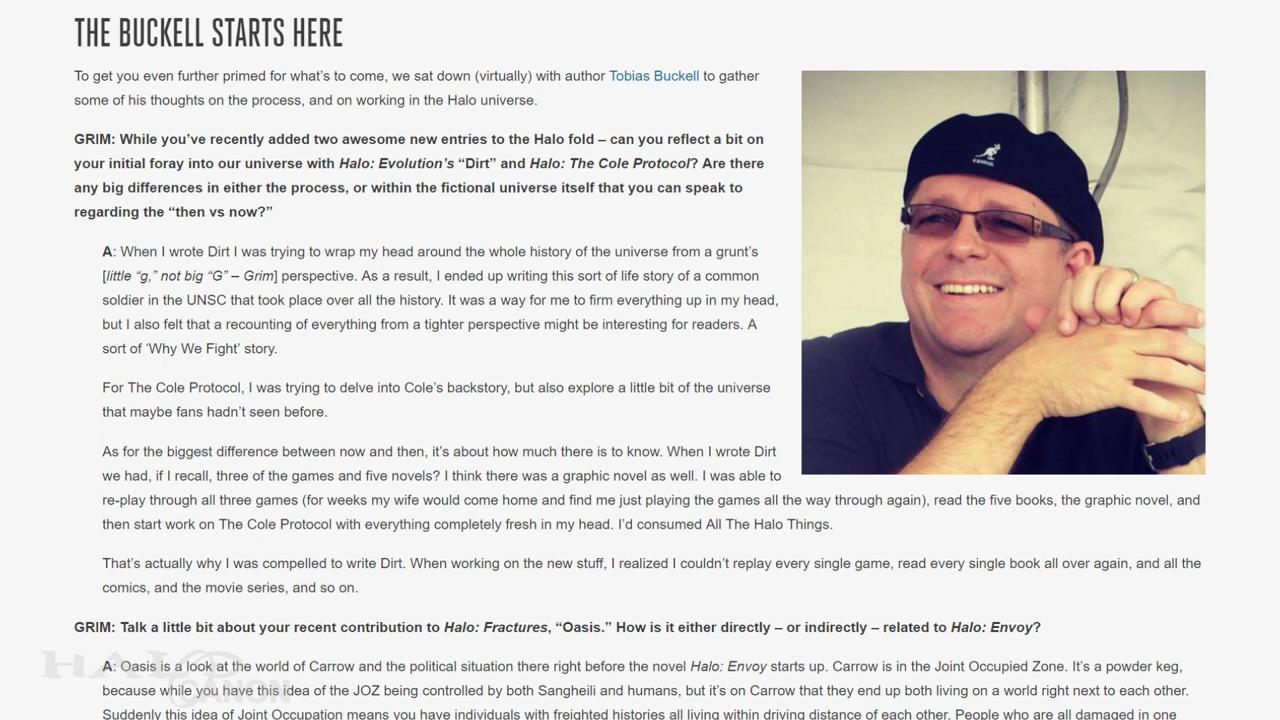 THE BUCKELL STARTS HERE
To get you even further primed for what’s to come, we sat down (virtually) with author Tobias Buckell to gather
some of his thoughts on the process, and on working in the Halo universe.
GRIM: While you’ve recently added two awesome new entries to the Halo fold – can you reflect a bit on
your initial foray into our universe with Halo: Evolution’s “Dirt” and Halo: The Cole Protocol? Are there
any big differences in either the process, or within the fictional universe itself that you can speak to
regarding the “then vs now?”
A: When I wrote Dirt I was trying to wrap my head around the whole history of the universe from a grunt’s
[little “g,” not big “G” – Grim] perspective. As a result, I ended up writing this sort of life story of a common
soldier in the UNSC that took place over all the history. It was a way for me to firm everything up in my head,
but I also felt that a recounting of everything from a tighter perspective might be interesting for readers. A
sort of ‘Why We Fight’ story.
For The Cole Protocol, I was trying to delve into Cole’s backstory, but also explore a little bit of the universe
that maybe fans hadn’t seen before.
As for the biggest difference between now and then, it’s about how much there is to know. When I wrote Dirt
we had, if I recall, three of the games and five novels? I think there was a graphic novel as well. I was able to
re-play through all three games (for weeks my wife would come home and find me just playing the games all the way through again), read the five books, the graphic novel, and
then start work on The Cole Protocol with everything completely fresh in my head. I’d consumed All The Halo Things.
That’s actually why I was compelled to write Dirt. When working on the new stuff, I realized I couldn’t replay every single game, read every single book all over again, and all the
comics, and the movie series, and so on.
GRIM: Talk a little bit about your recent contribution to Halo: Fractures, “Oasis.” How is it either directly – or indirectly – related to Halo: Envoy?
A: Oasis is a look at the world of Carrow and the political situation there right before the novel Halo: Envoy starts up. Carrow is in the Joint Occupied Zone. It’s a powder keg,
because while you have this idea of the JOZ being controlled by both Sangheili and humans, but it’s on Carrow that they end up both living on a world right next to each other.
Suddenly this idea of Joint Occupation means you have individuals with freighted histories all living within driving distance of each other. People who are all damaged in one
HALO
CANON
KANGOL